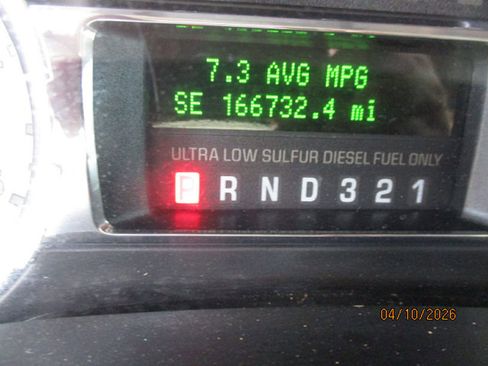 7.3 AVG MPG
SE 166732.4 mi
ULTRA LOW SULFUR DIESEL FUEL ONLY
P R N D 3 2 1
04/10/2026